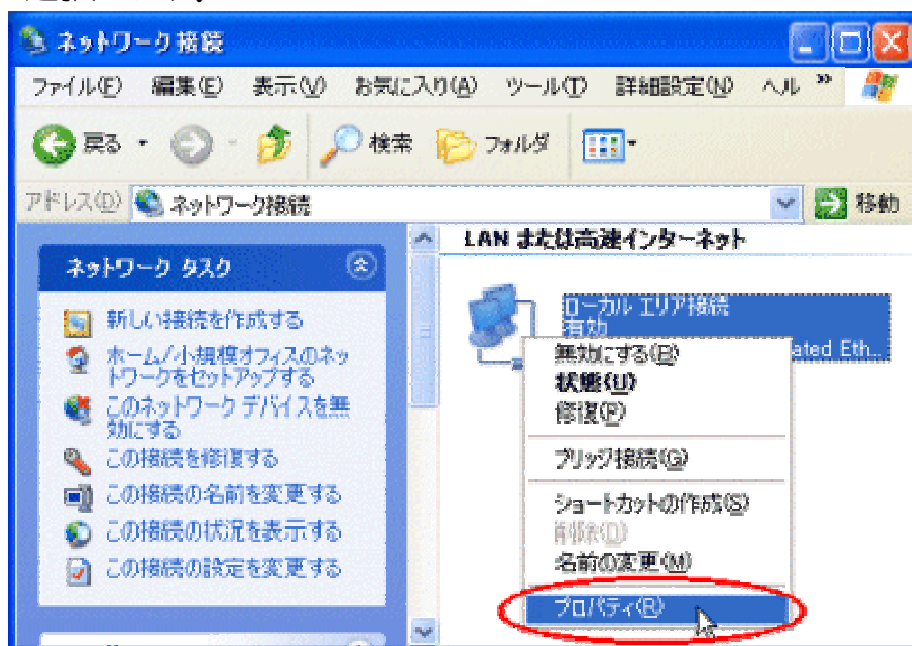 ネットワーク接続
ファイル(F) 編集(E) 表示(V) お気に入り(A) ツール(T) 詳細設定(N) ヘル »
戻る 検索 フォルダ
アドレス(D) ネットワーク接続 移動
ネットワーク タスク
新しい接続を作成する
ホーム/小規模オフィスのネッ
トワークをセットアップする
このネットワーク デバイスを無
効にする
この接続を修復する
この接続の名前を変更する
この接続の状況を表示する
この接続の設定を変更する
LAN または高速インターネット
ローカル エリア接続
有効
ated Eth...
無効にする(B)
状態(U)
修復(P)
ブリッジ接続(G)
ショートカットの作成(S)
削除(D)
名前の変更(M)
プロパティ(R)